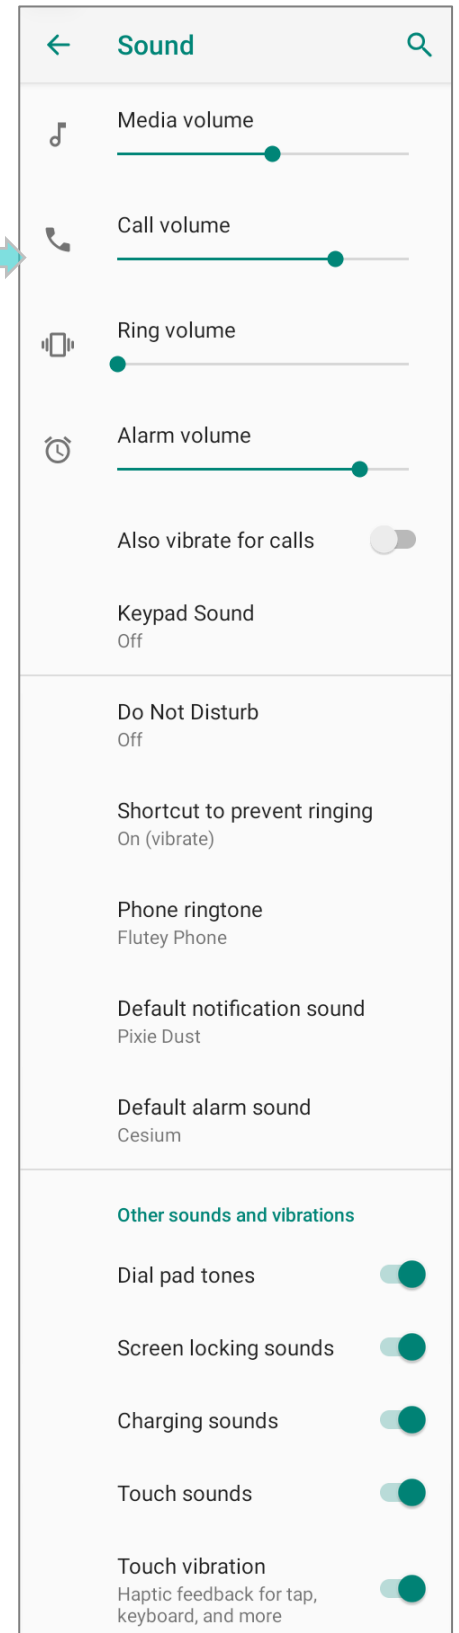 Sound
Media volume
Call volume
Ring volume
Alarm volume
Also vibrate for calls
Keypad Sound
Off
Do Not Disturb
Off
Shortcut to prevent ringing
On (vibrate)
Phone ringtone
Flutey Phone
Default notification sound
Pixie Dust
Default alarm sound
Cesium
Other sounds and vibrations
Dial pad tones
Screen locking sounds
Charging sounds
Touch sounds
Touch vibration
Haptic feedback for tap,
keyboard, and more